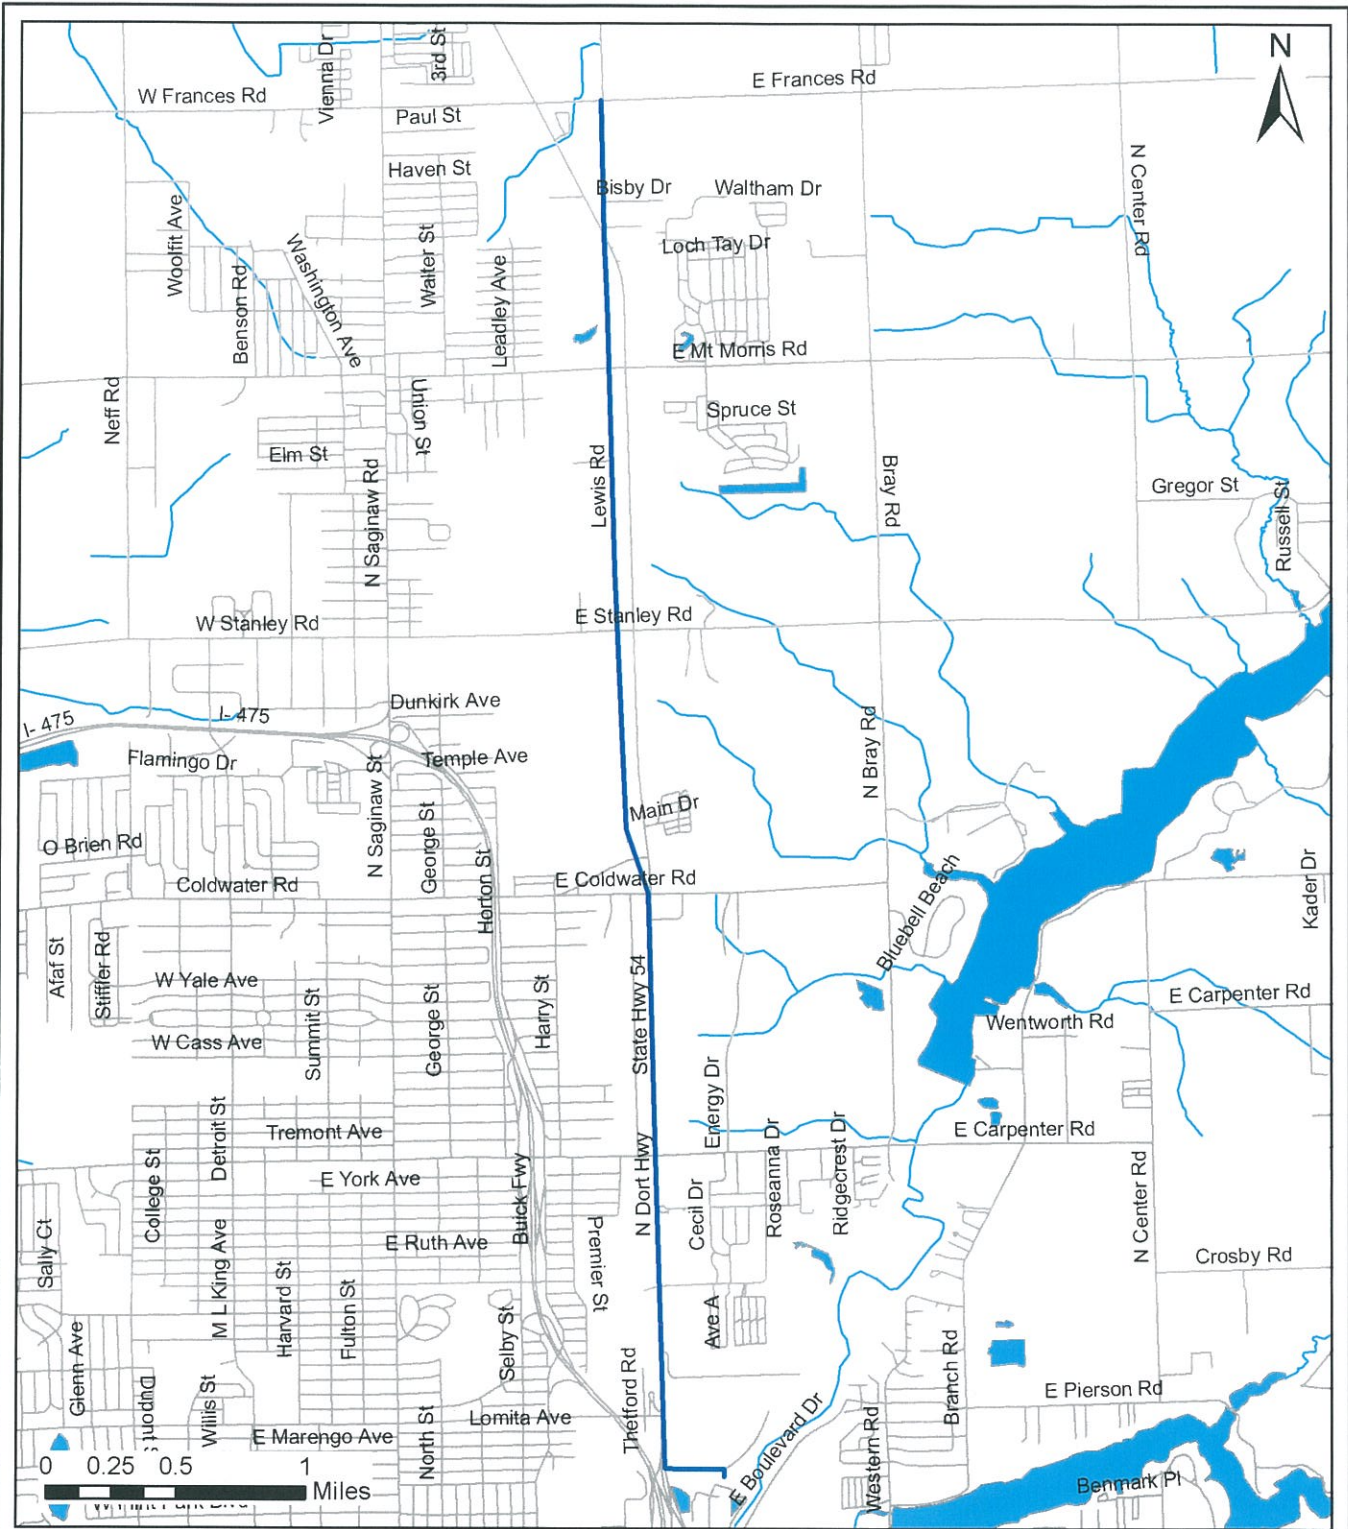 N
3rd St
Vienna Dr
E Frances Rd
W Frances Rd
Paul St
Haven St
N Center Rd
Bisby Dr
Waltham Dr
Woolfit Ave
Washington Ave
Walter St
Loch Tay Dr
Benson Rd
Leadley Ave
E Mt Morris Rd
Neff Rd
Union St
Spruce St
Elm St
Lewis Rd
Bray Rd
N Saginaw Rd
Gregor St
Russell St
W Stanley Rd
E Stanley Rd
Dunkirk Ave
I- 475
I- 475
N Bray Rd
Flamingo Dr
Temple Ave
N Saginaw St
George St
Main Dr
O Brien Rd
Horton St
Coldwater Rd
E Coldwater Rd
Kader Dr
Bluebell Beach
Afaf St
Stiffler Rd
W Yale Ave
State Hwy 54
Harry St
Summit St
George St
E Carpenter Rd
Wentworth Rd
W Cass Ave
Energy Dr
Detroit St
Tremont Ave
E Carpenter Rd
Roseanna Dr
Ridgecrest Dr
College St
E York Ave
Buick Fwy
N Dort Hwy
Cecil Dr
N Center Rd
Sally Ct
M L King Ave
E Ruth Ave
Premier St
Crosby Rd
Harvard St
Fulton St
Selby St
Ave A
Glenn Ave
Dupont S
Willis St
Thetford Rd
Branch Rd
E Pierson Rd
Lomita Ave
North St
E Marengo Ave
E Boulevard Dr
Western Rd
Benmark Pl
0 0.25 0.5 1
Miles